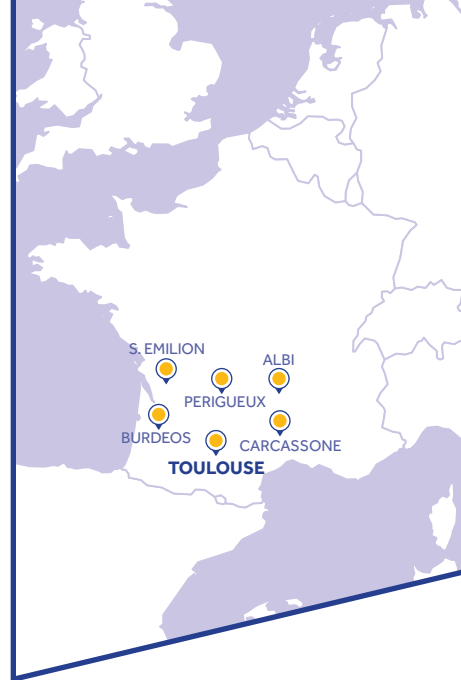 S. EMILION
ALBI
PERIGUEUX
BURDEOS
CARCASSONE
TOULOUSE